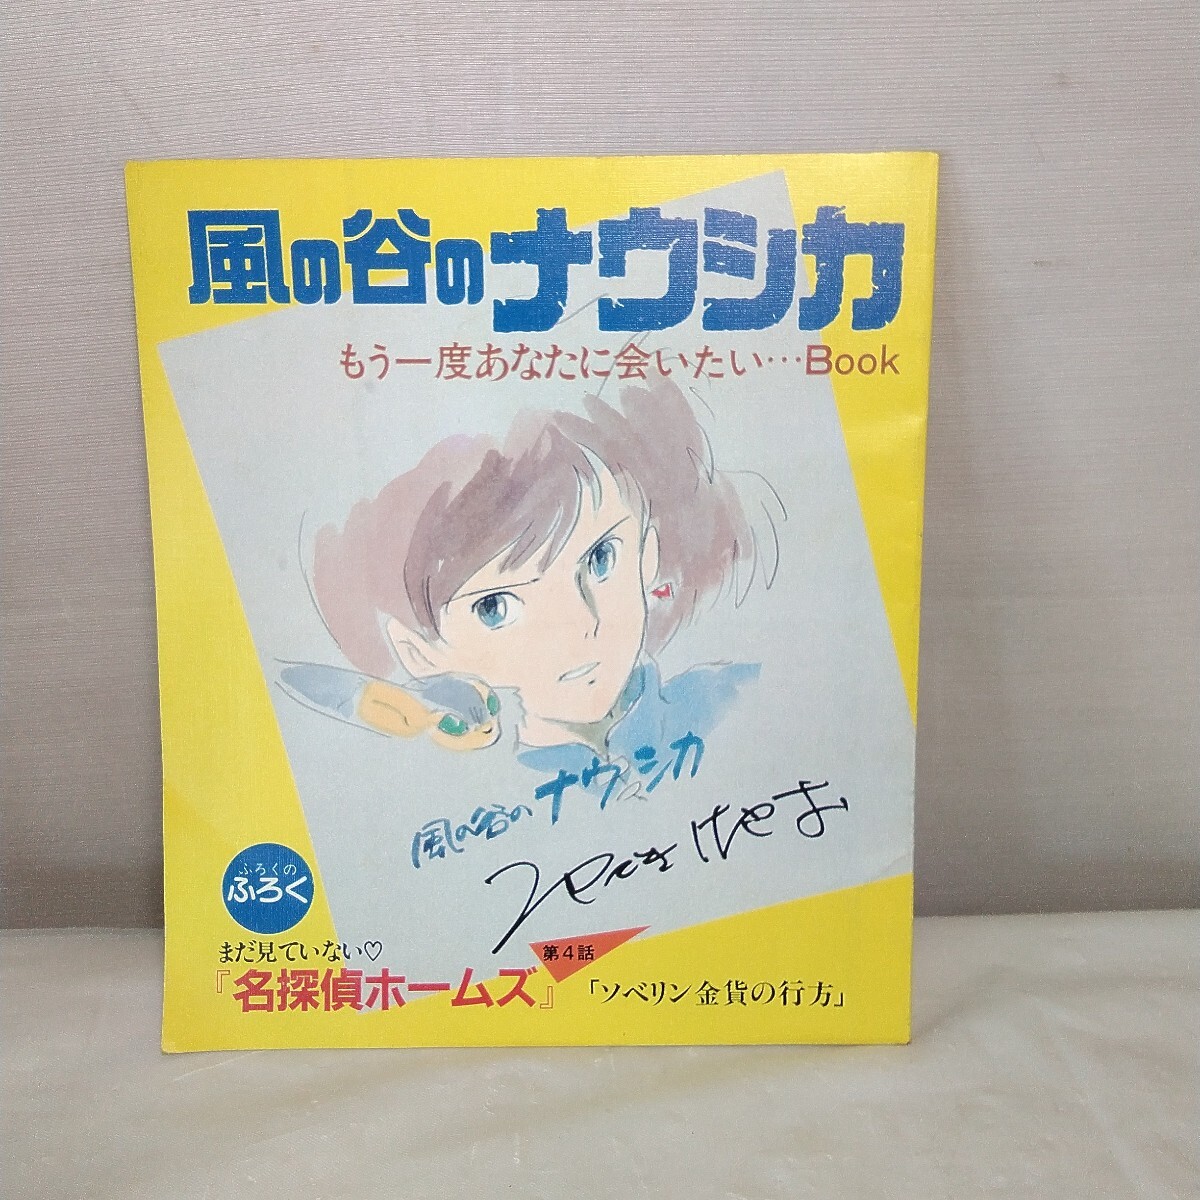 風の谷のナウシカ
もう一度あなたに会いたい…Book
風の谷のナウシカ
ふろくの
ふろく
まだ見ていない♡
第4話
『名探偵ホームズ』
「ソベリン金貨の行方」